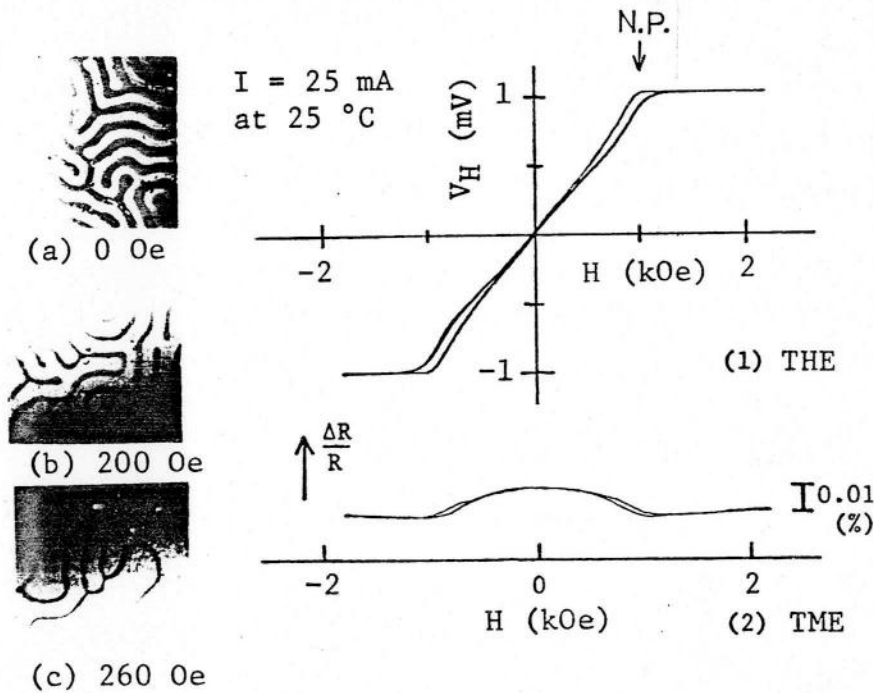 N.P.
↓
I = 25 mA
at 25 °C
1
V_H (mV)
-2
H (kOe)
2
-1
(1) THE
(a) 0 Oe
(b) 200 Oe
(c) 260 Oe
↑ ΔR/R
0.01
(%)
-2
0
2
H (kOe)
(2) TME